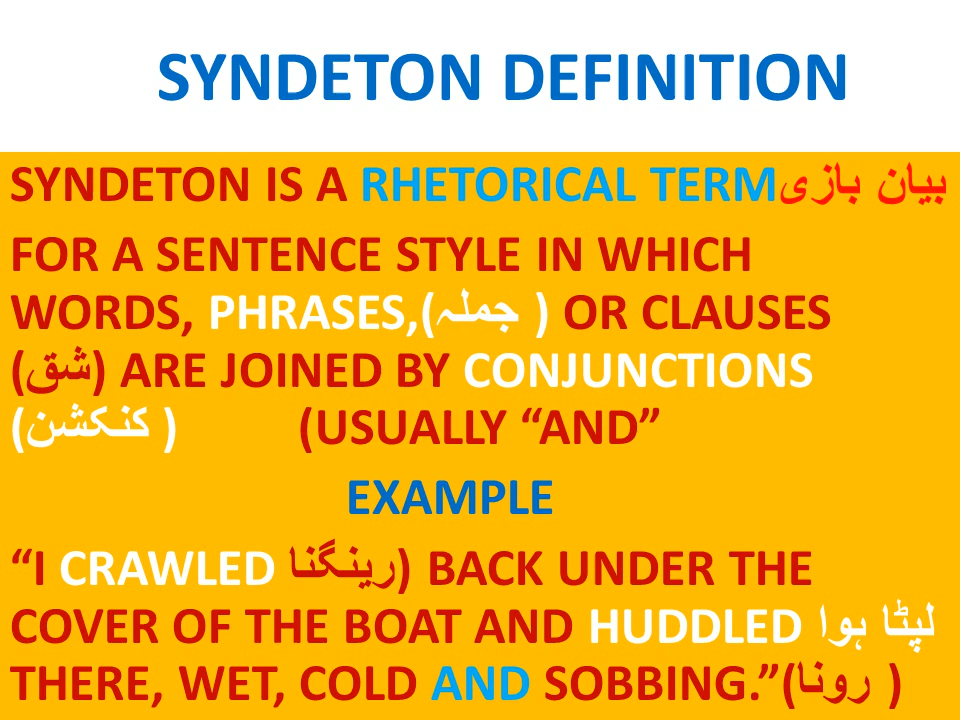 SYNDETON DEFINITION
SYNDETON IS A RHETORICAL TERM بیان بازی
FOR A SENTENCE STYLE IN WHICH
WORDS, PHRASES,(جملہ ) OR CLAUSES
(شق) ARE JOINED BY CONJUNCTIONS
(کنکشن ) (USUALLY “AND”
EXAMPLE
“I CRAWLED رینگنا) BACK UNDER THE
COVER OF THE BOAT AND HUDDLED لپٹا ہوا
THERE, WET, COLD AND SOBBING.”(رونا )